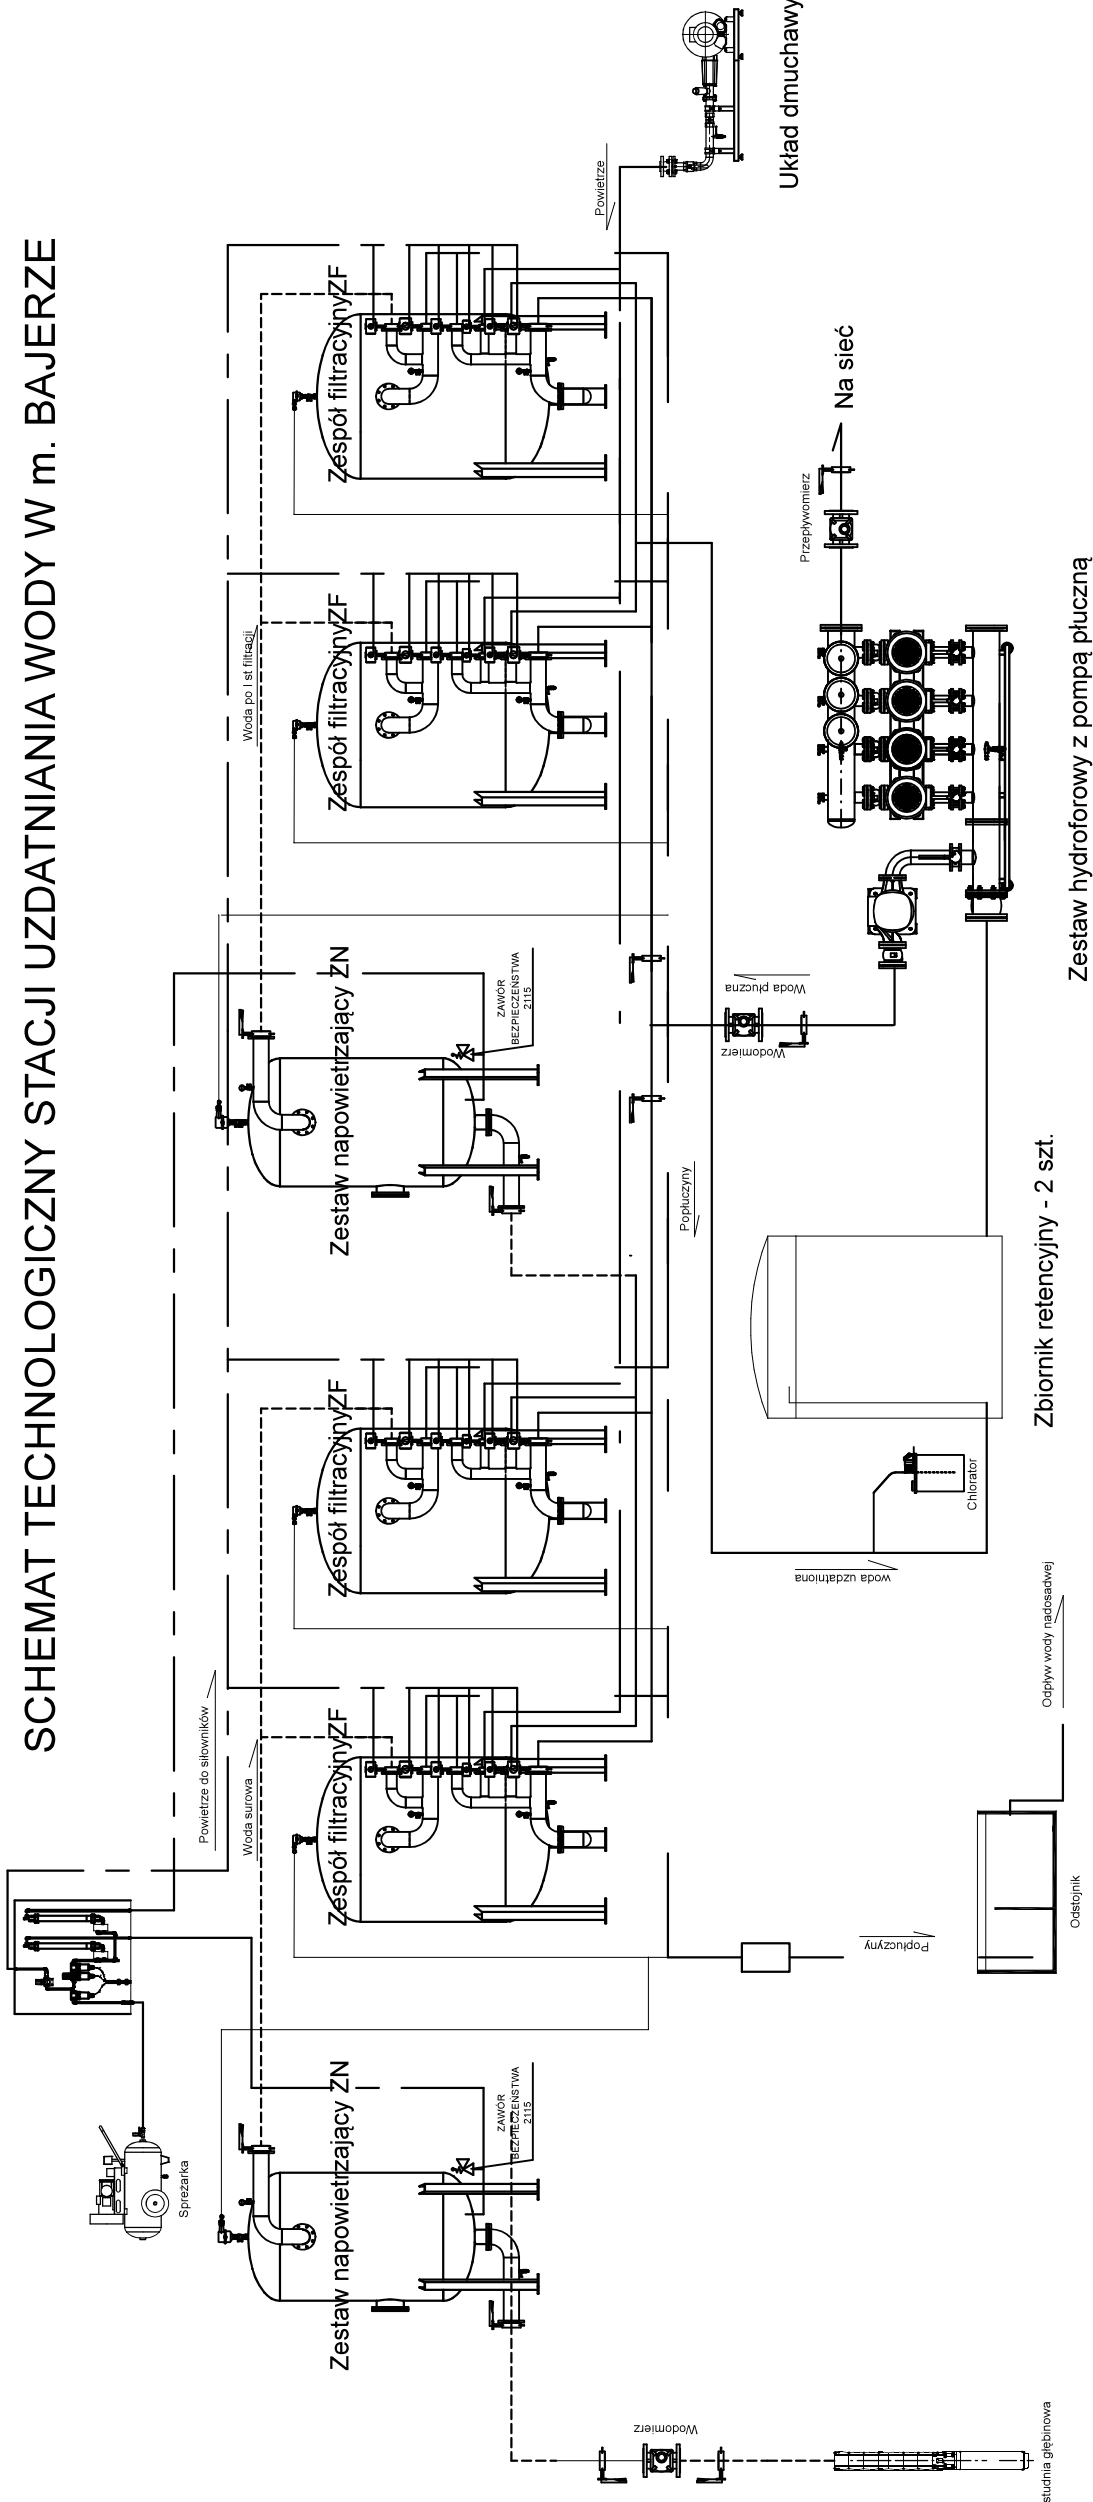 SCHEMAT TECHNOLOGICZNY STACJI UZDATNIANIA WODY W m. BAJERZE
Sprężarka
Zestaw napowietrzający ZN
ZAWÓR
BEZPIECZEŃSTWA
2115
Wodomierz
studnia głębinowa
Powietrze do siłowników
Woda surowa
Zespół filtracyjnyZF
Zespół filtracyjnyZF
Popłuczyny
Odstojnik
Odpływ wody nadosadwej
Zestaw napowietrzający ZN
ZAWÓR
BEZPIECZEŃSTWA
2115
Popłuczyny
woda uzdatniona
Chlorator
Zbiornik retencyjny - 2 szt.
Wodomierz
Woda płuczna
Woda po I st filtracji
Zespół filtracyjnyZF
Zespół filtracyjnyZF
Zestaw hydroforowy z pompą płuczną
Przepływomierz
Na sieć
Powietrze
Układ dmuchawy